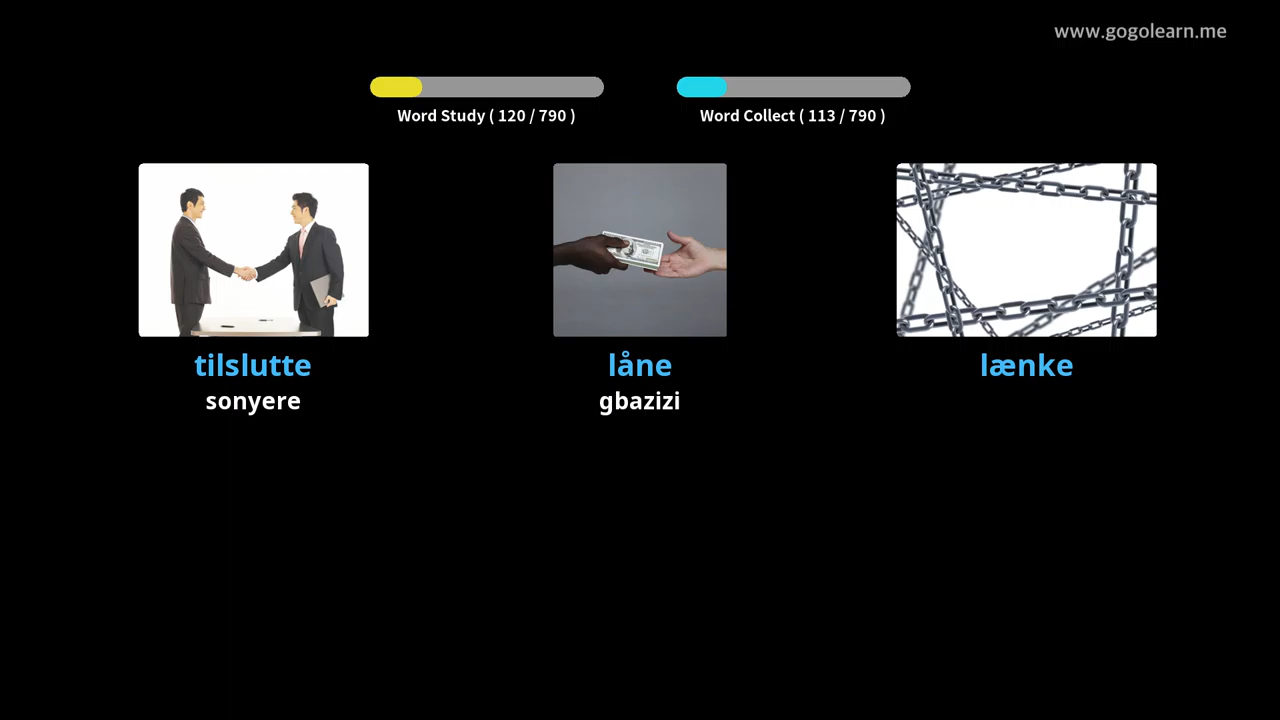 www.gogolearn.me
Word Study ( 120 / 790 )
Word Collect ( 113 / 790 )
tilslutte
sonyere
låne
gbazizi
lænke